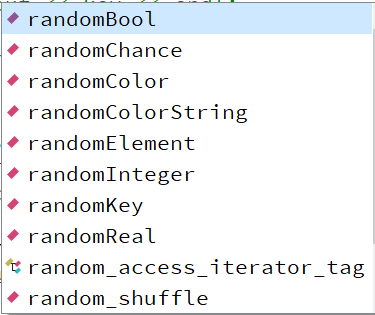 randomBool
randomChance
randomColor
randomColorString
randomElement
randomInteger
randomKey
randomReal
random_access_iterator_tag
random_shuffle